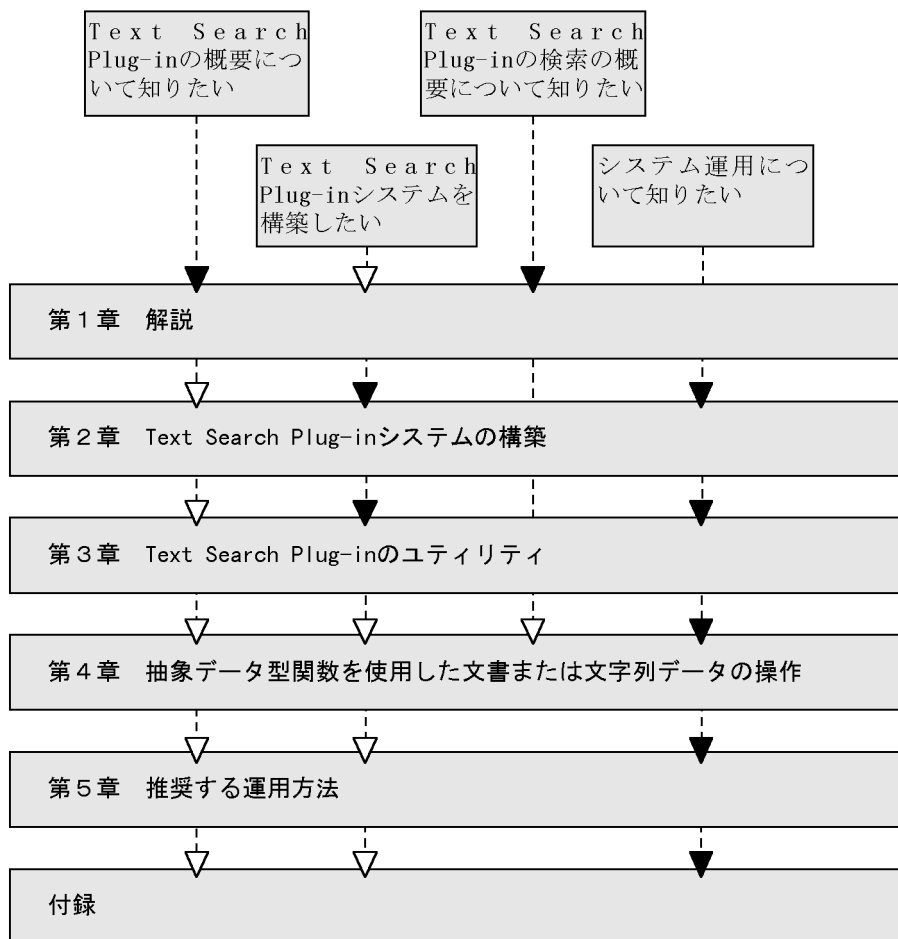 Ｔｅｘｔ　Ｓｅａｒｃｈ
Plug-inの概要につ
いて知りたい
Ｔｅｘｔ　Ｓｅａｒｃｈ
Plug-inの検索の概
要について知りたい
Ｔｅｘｔ　Ｓｅａｒｃｈ
Plug-inシステムを
構築したい
システム運用につ
いて知りたい
第１章　解説
第２章　Text Search Plug-inシステムの構築
第３章　Text Search Plug-inのユティリティ
第４章　抽象データ型関数を使用した文書または文字列データの操作
第５章　推奨する運用方法
付録